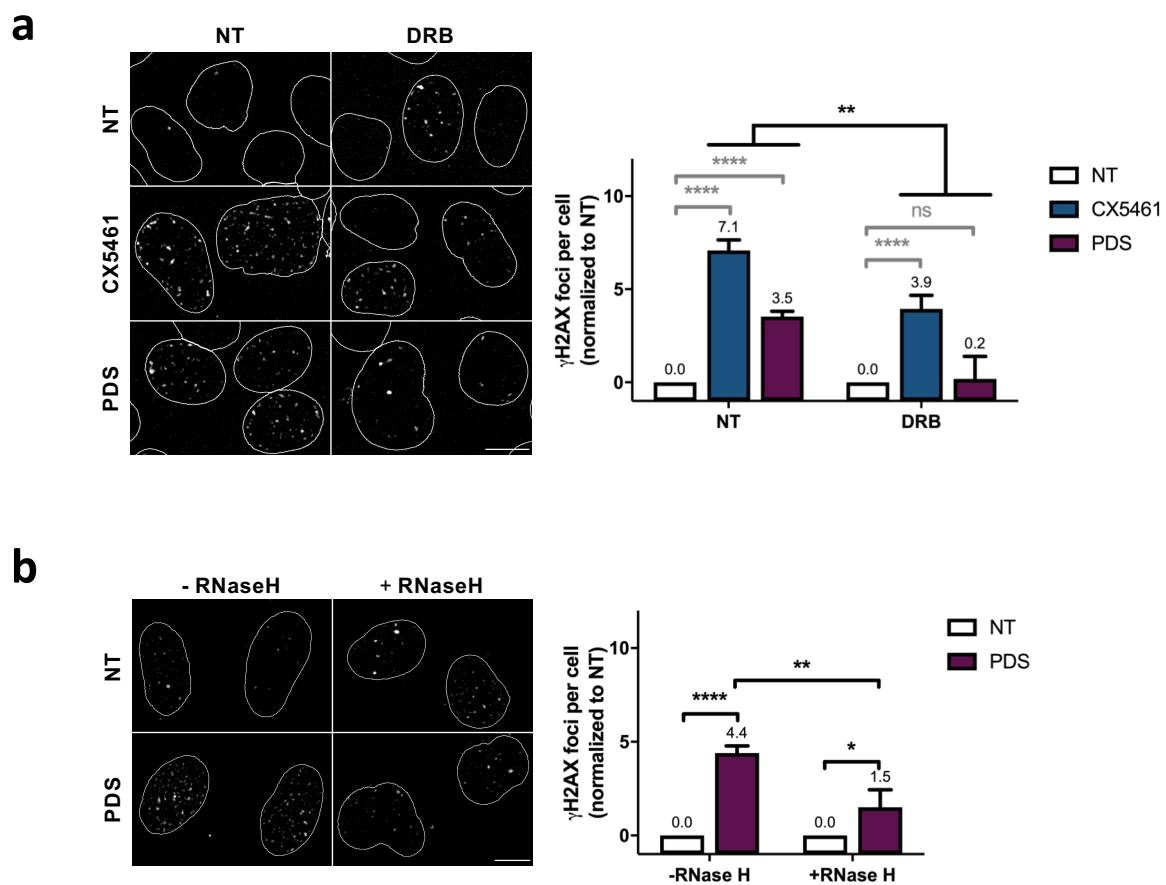 a
NT DRB
NT
CX5461
PDS
γH2AX foci per cell
(normalized to NT)
10
5
0
**
****
****
ns
****
0.0
7.1
3.5
0.0
3.9
0.2
NT DRB
NT
CX5461
PDS
b
- RNaseH + RNaseH
NT
PDS
γH2AX foci per cell
(normalized to NT)
10
5
0
**
****
*
0.0
4.4
0.0
1.5
-RNase H +RNase H
NT
PDS